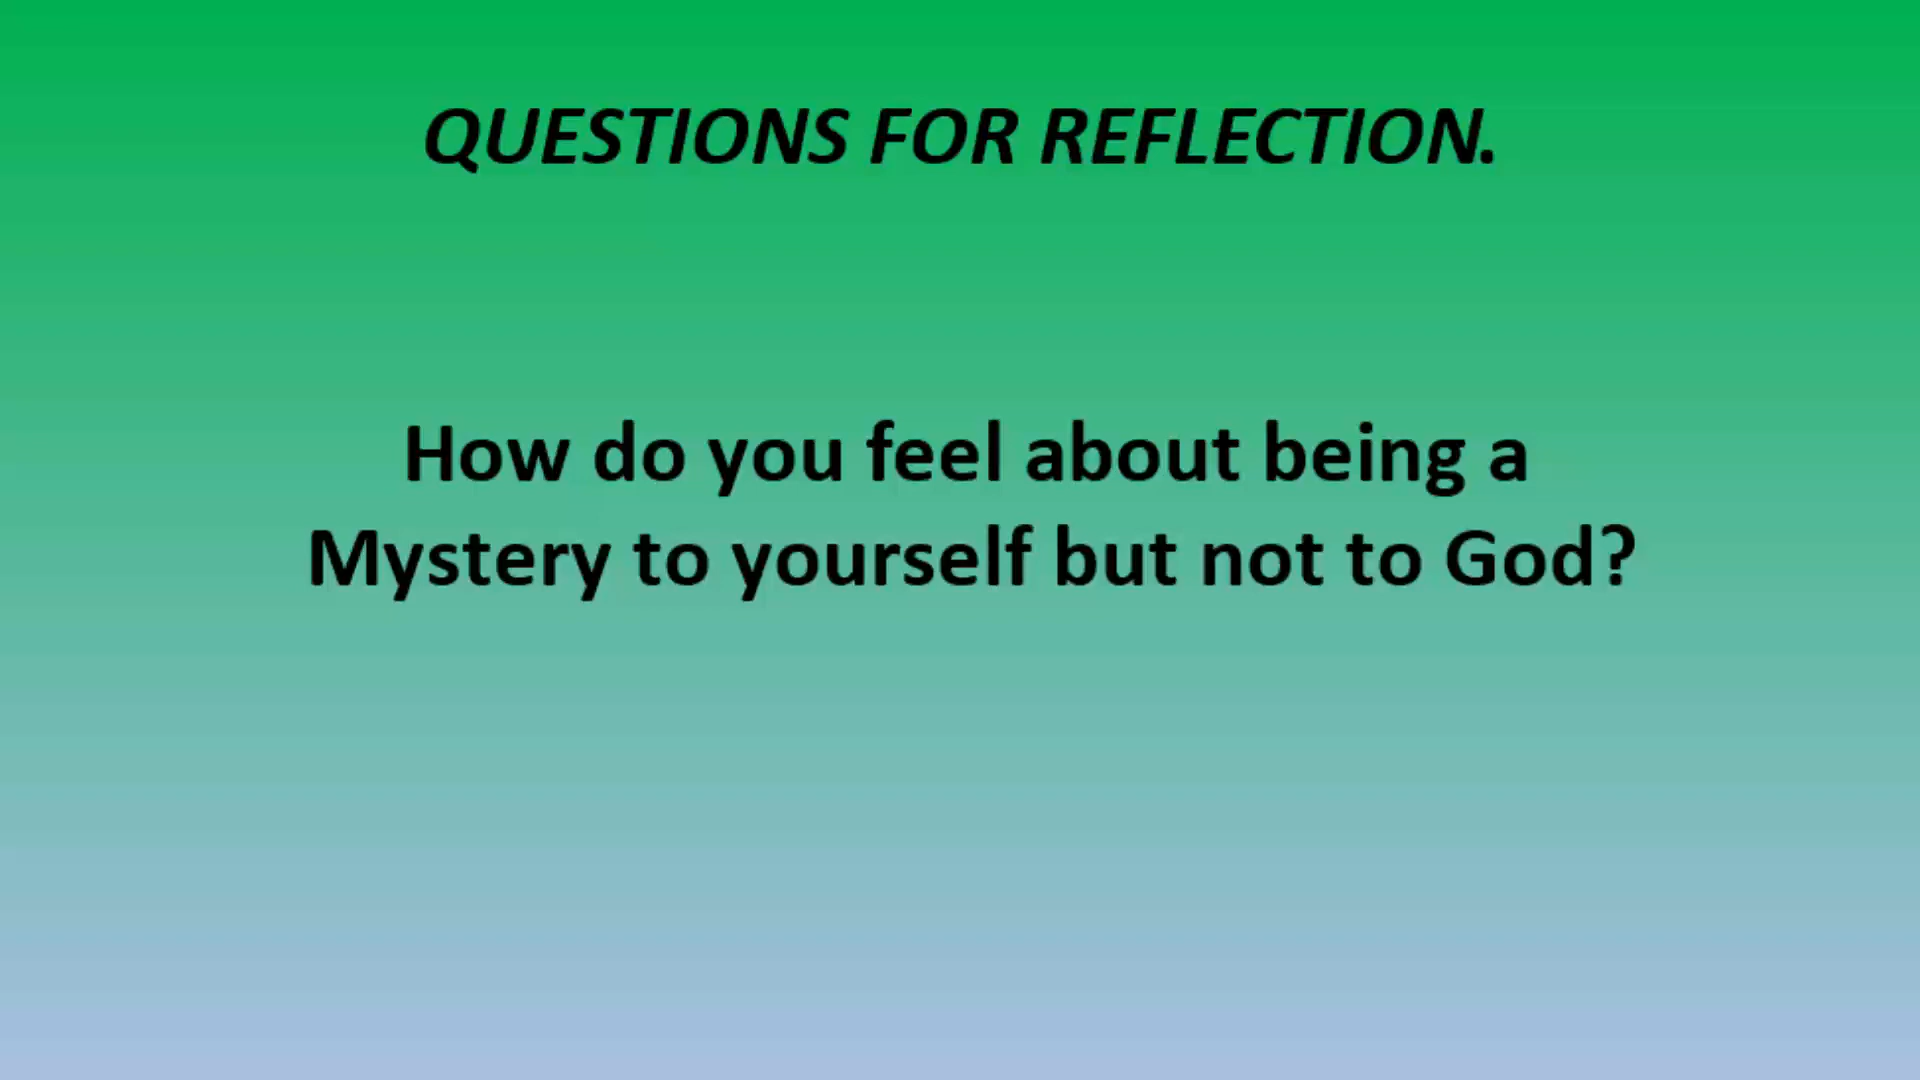 QUESTIONS FOR REFLECTION.
How do you feel about being a
Mystery to yourself but not to God?